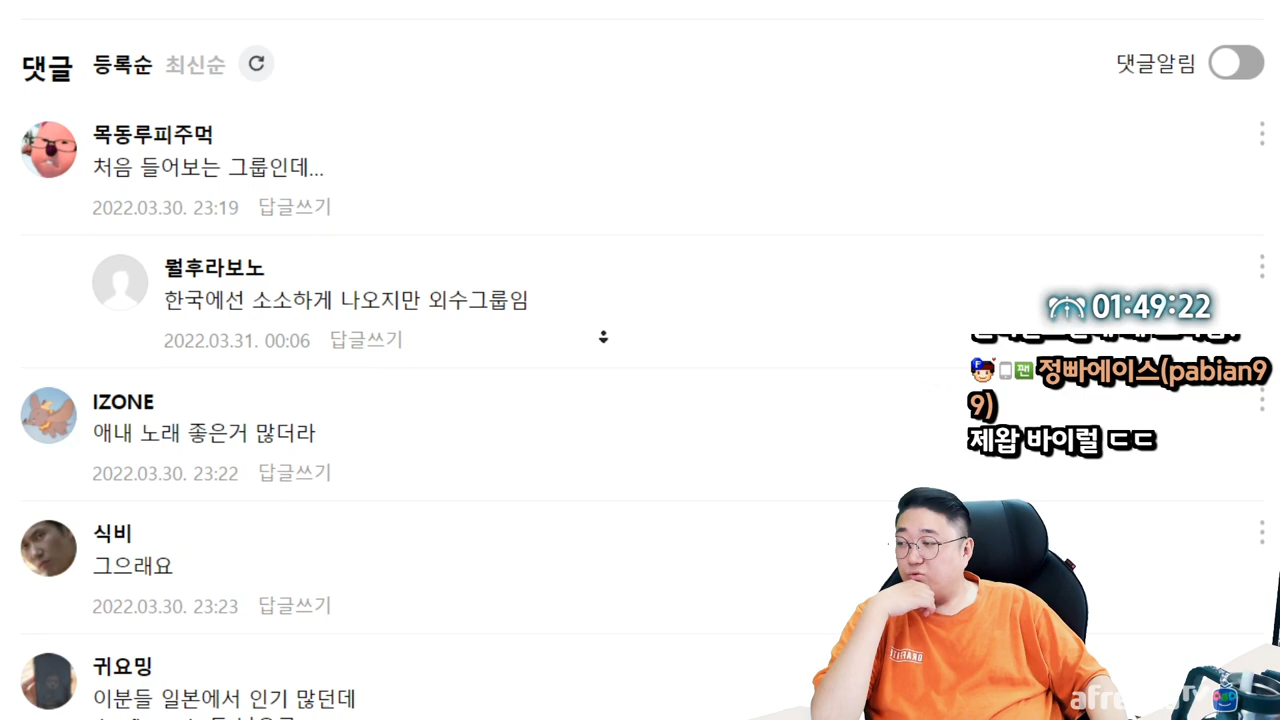 댓글 등록순 최신순
댓글알림
목동루피주먹
처음 들어보는 그룹인데...
2022.03.30. 23:19 답글쓰기
뭘후라보노
한국에선 소소하게 나오지만 외수그룹임
2022.03.31. 00:06 답글쓰기
IZONE
애내 노래 좋은거 많더라
2022.03.30. 23:22 답글쓰기
식비
그으래요
2022.03.30. 23:23 답글쓰기
귀요밍
이분들 일본에서 인기 많던데
01:49:22
F 팬 정빠에이스(pabian9
9)
제왑 바이럴 ㄷㄷ